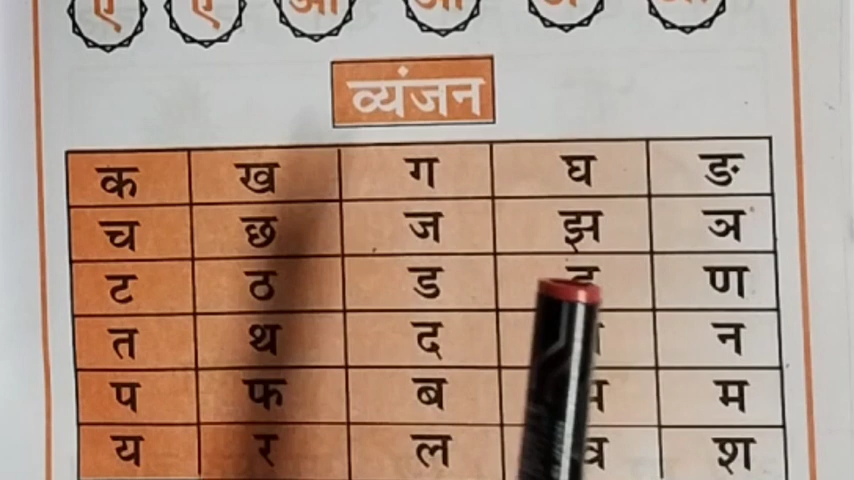 व्यंजन
क ख ग घ ङ
च छ ज झ ञ
ट ठ ड ण
त थ द न
प फ ब म
य र ल व श